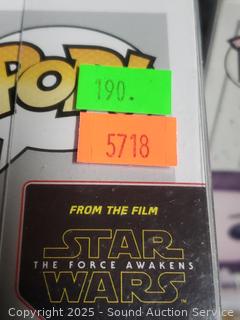 POP!
190.
5718
FROM THE FILM
STAR
THE FORCE AWAKENS
WARS
Copyright 2025 - Sound Auction Service